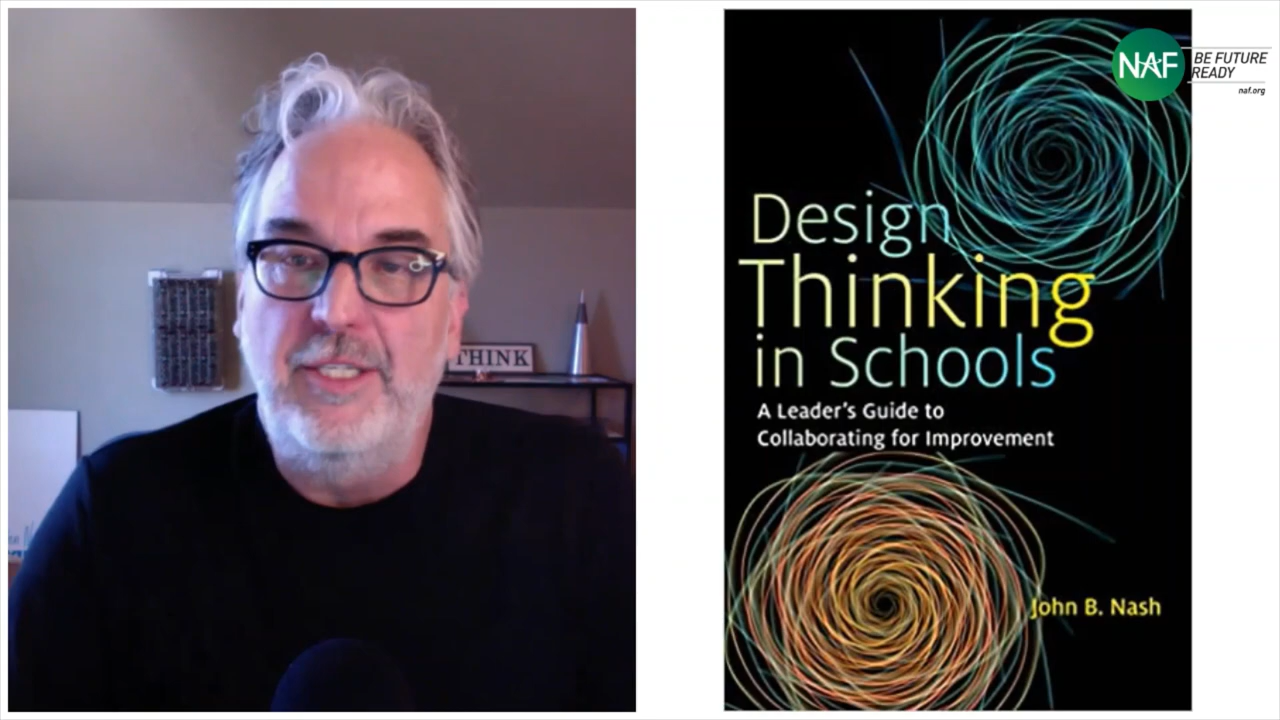 THINK
NAF
BE FUTURE
READY
naf.org
Design
Thinking
in Schools
A Leader's Guide to
Collaborating for Improvement
John B. Nash